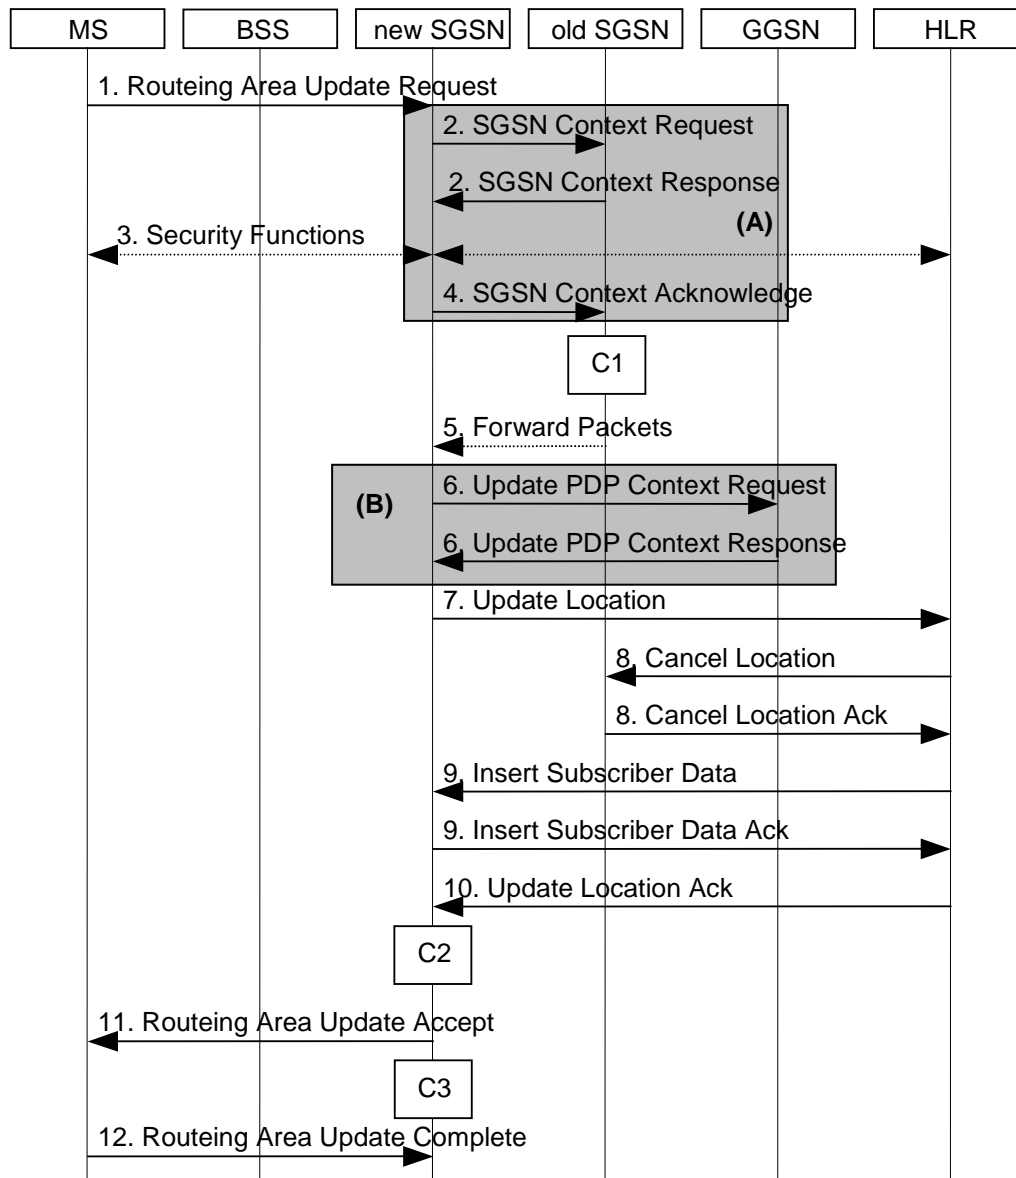 MS BSS new SGSN old SGSN GGSN HLR
1. Routeing Area Update Request
2. SGSN Context Request
2. SGSN Context Response
(A)
3. Security Functions
4. SGSN Context Acknowledge
C1
5. Forward Packets
6. Update PDP Context Request
(B)
6. Update PDP Context Response
7. Update Location
8. Cancel Location
8. Cancel Location Ack
9. Insert Subscriber Data
9. Insert Subscriber Data Ack
10. Update Location Ack
C2
11. Routeing Area Update Accept
C3
12. Routeing Area Update Complete